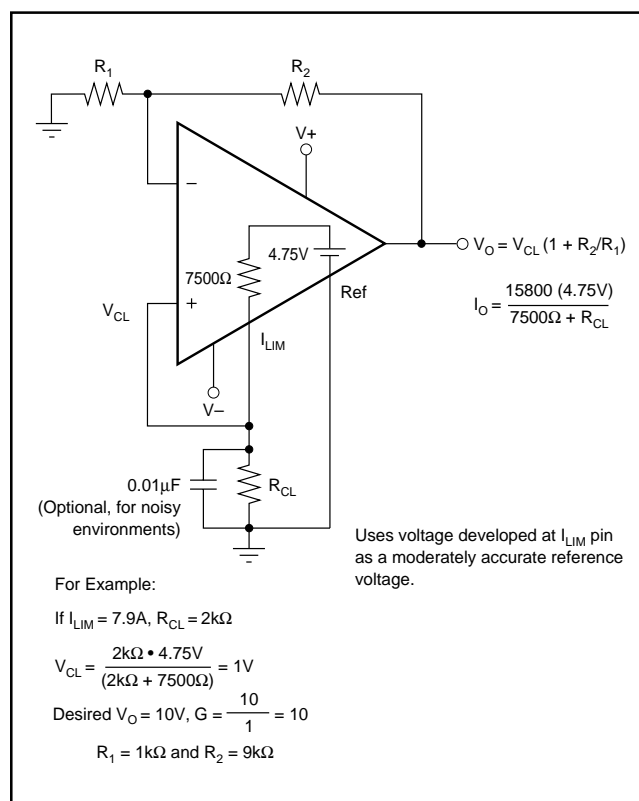 R1
R2
V+
−
4.75V
VO = VCL (1 + R2/R1)
7500Ω
Ref
IO = 15800 (4.75V) / 7500Ω + RCL
VCL
+
ILIM
V–
0.01µF
(Optional, for noisy
environments)
RCL
Uses voltage developed at ILIM pin
as a moderately accurate reference
voltage.
For Example:
If ILIM = 7.9A, RCL = 2kΩ
VCL = 2kΩ • 4.75V / (2kΩ + 7500Ω) = 1V
Desired VO = 10V, G = 10 / 1 = 10
R1 = 1kΩ and R2 = 9kΩ